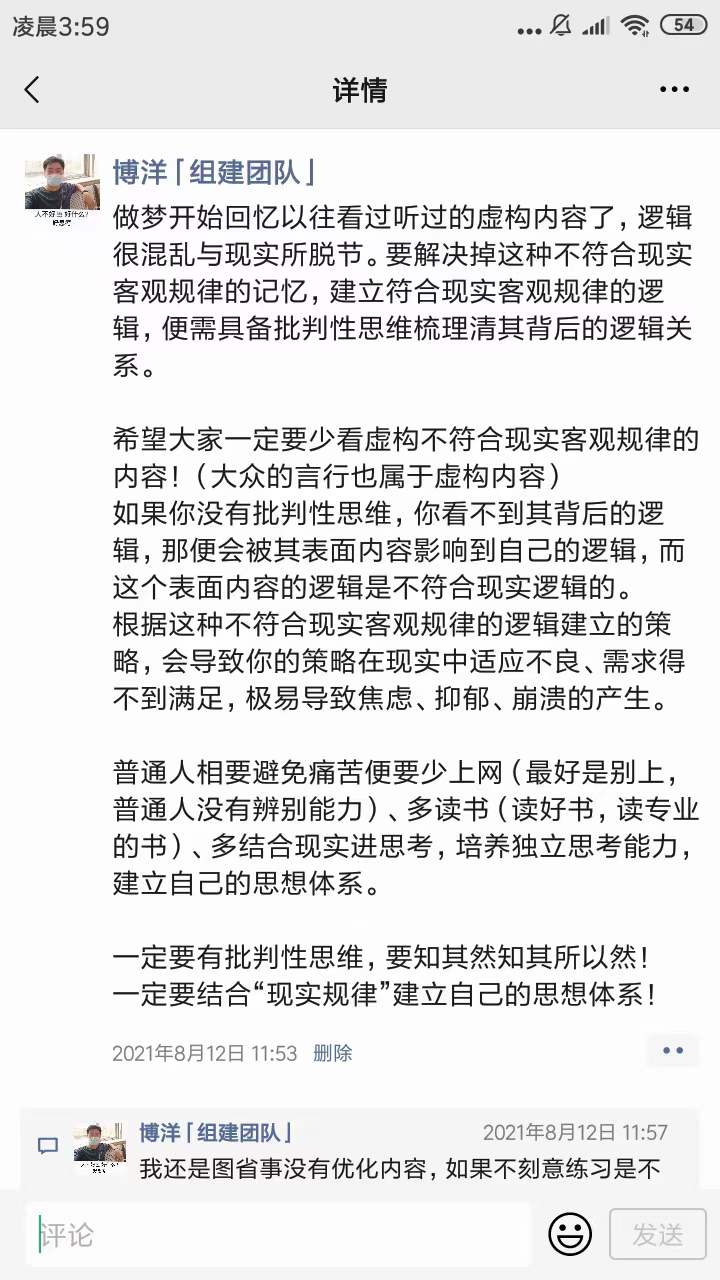 凌晨3:59
54
详情
博洋「组建团队」
人不好当 好什么?
做梦开始回忆以往看过听过的虚构内容了，逻辑
很混乱与现实所脱节。要解决掉这种不符合现实
客观规律的记忆，建立符合现实客观规律的逻
辑，便需具备批判性思维梳理清其背后的逻辑关
系。
希望大家一定要少看虚构不符合现实客观规律的
内容！（大众的言行也属于虚构内容）
如果你没有批判性思维，你看不到其背后的逻
辑，那便会被其表面内容影响到自己的逻辑，而
这个表面内容的逻辑是不符合现实逻辑的。
根据这种不符合现实客观规律的逻辑建立的策
略，会导致你的策略在现实中适应不良、需求得
不到满足，极易导致焦虑、抑郁、崩溃的产生。
普通人相要避免痛苦便要少上网（最好是别上，
普通人没有辨别能力）、多读书（读好书，读专业
的书）、多结合现实进思考，培养独立思考能力，
建立自己的思想体系。
一定要有批判性思维，要知其然知其所以然！
一定要结合“现实规律”建立自己的思想体系！
2021年8月12日 11:53 删除
博洋「组建团队」 2021年8月12日 11:57
我还是图省事没有优化内容，如果不刻意练习是不
评论
发送